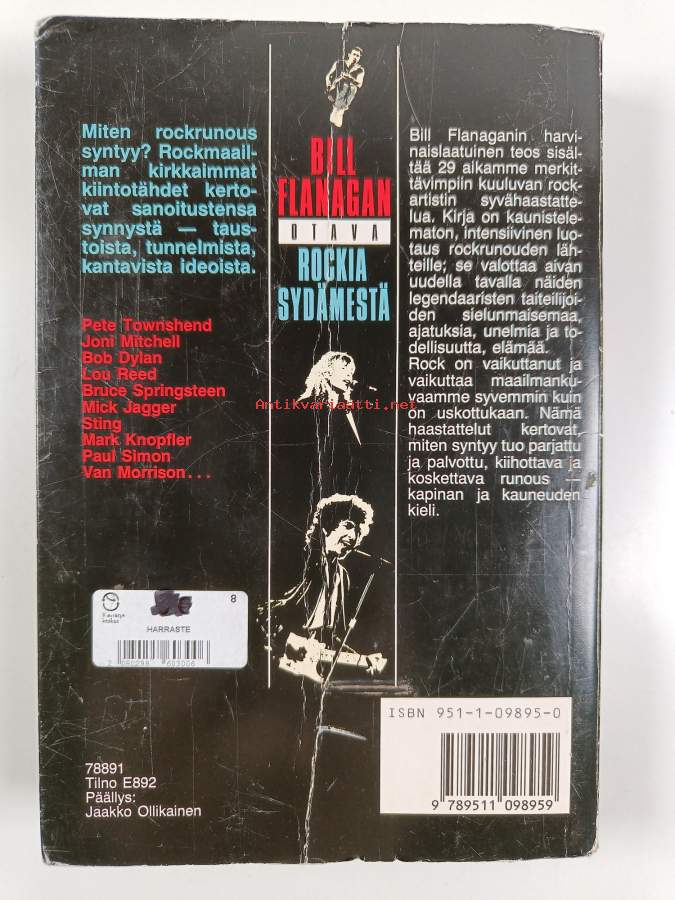 Miten rockrunous
syntyy? Rockmaail-
man kirkkaimmat
kiintotähdet kerto-
vat sanoitustensa
synnystä — taus-
toista, tunnelmista,
kantavista ideoista.
Pete Townshend
Joni Mitchell
Bob Dylan
Lou Reed
Bruce Springsteen
Mick Jagger
Sting
Mark Knopfler
Paul Simon
Van Morrison...
BILL
FLANAGAN
OTAVA
ROCKIA
SYDÄMESTÄ
Antikvariaatti.net
Bill Flanaganin harvi-
naislaatuinen teos sisäl-
tää 29 aikamme merkit-
tävimpiin kuuluvan rock-
artistin syvähaastatte-
lua. Kirja on kaunistele-
maton, intensiivinen luo-
taus rockrunouden läh-
teille; se valottaa aivan
uudella tavalla näiden
legendaaristen taiteilijoi-
den sielunmaisemaa,
ajatuksia, unelmia ja to-
dellisuutta, elämää.
Rock on vaikuttanut ja
vaikuttaa maailmanku-
vaamme syvemmin kuin
on uskottukaan. Nämä
haastattelut kertovat,
miten syntyy tuo parjattu
ja palvottu, kiihottava ja
koskettava runous —
kapinan ja kauneuden
kieli.
8
HARRASTE
78891
Tilno E892
Päällys:
Jaakko Ollikainen
ISBN 951-1-09895-0
9 789511 098959